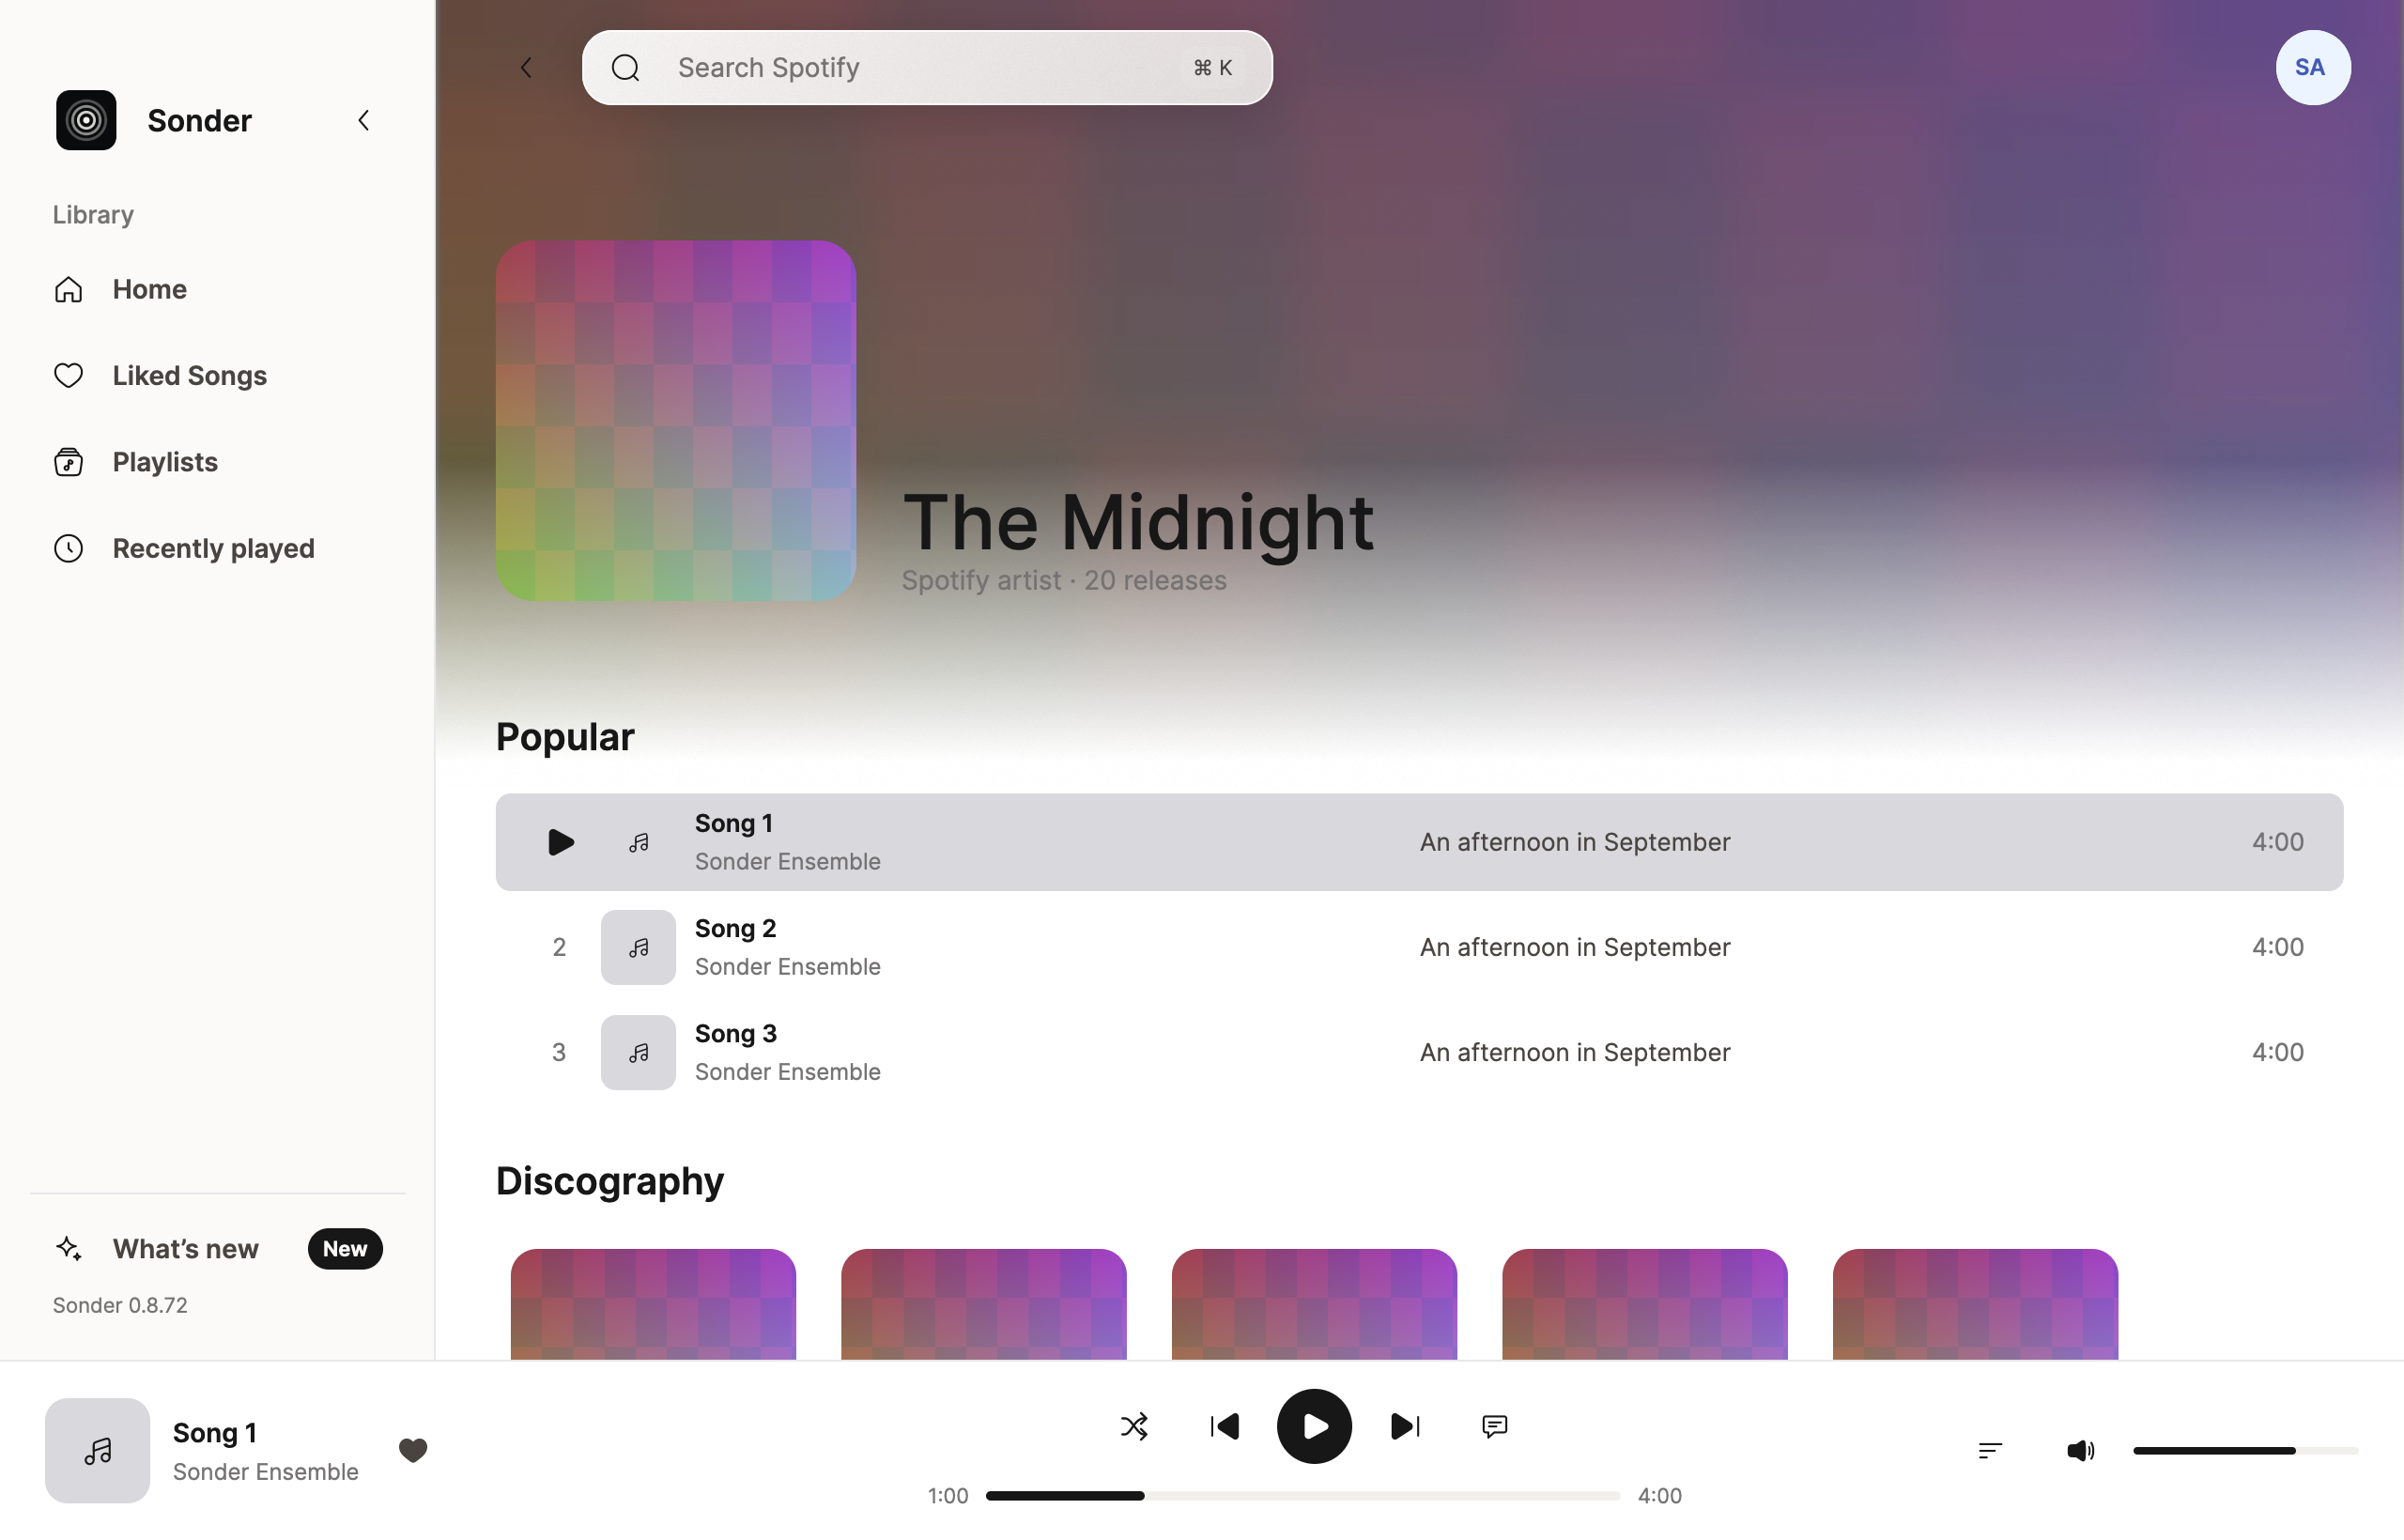 Sonder
Library
Home
Liked Songs
Playlists
Recently played
What’s new
New
Sonder 0.8.72
Search Spotify
⌘ K
SA
The Midnight
Spotify artist · 20 releases
Popular
Song 1
Sonder Ensemble
An afternoon in September
4:00
2
Song 2
Sonder Ensemble
An afternoon in September
4:00
3
Song 3
Sonder Ensemble
An afternoon in September
4:00
Discography
Song 1
Sonder Ensemble
1:00
4:00